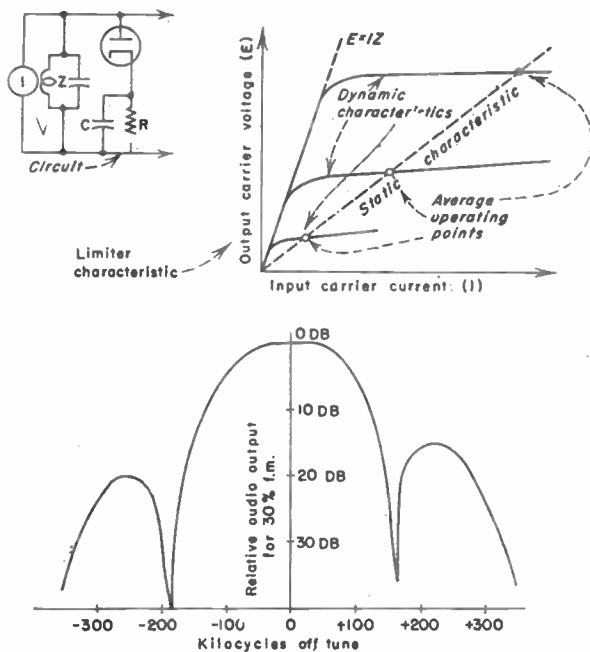 I
Z
C
R
Circuit
Limiter
characteristic
Output carrier voltage (E)
E=IZ
Dynamic
characteristics
Static characteristic
Average
operating
points
Input carrier current (I)
0 DB
10 DB
20 DB
30 DB
Relative audio output
for 30% f.m.
-300
-200
-100
0
+100
+200
+300
Kilocycles off tune